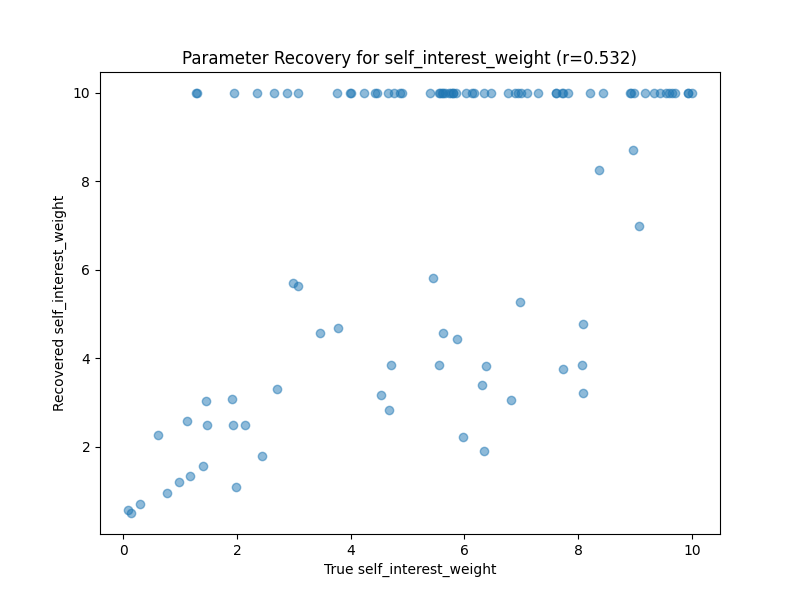 Parameter Recovery for self_interest_weight (r=0.532)
10
8
6
4
2
Recovered self_interest_weight
0 2 4 6 8 10
True self_interest_weight